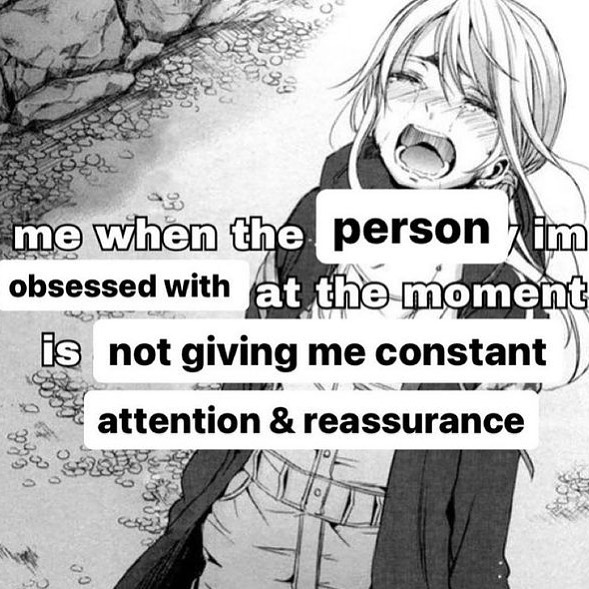 me when the person im
obsessed with at the moment
is not giving me constant
attention & reassurance